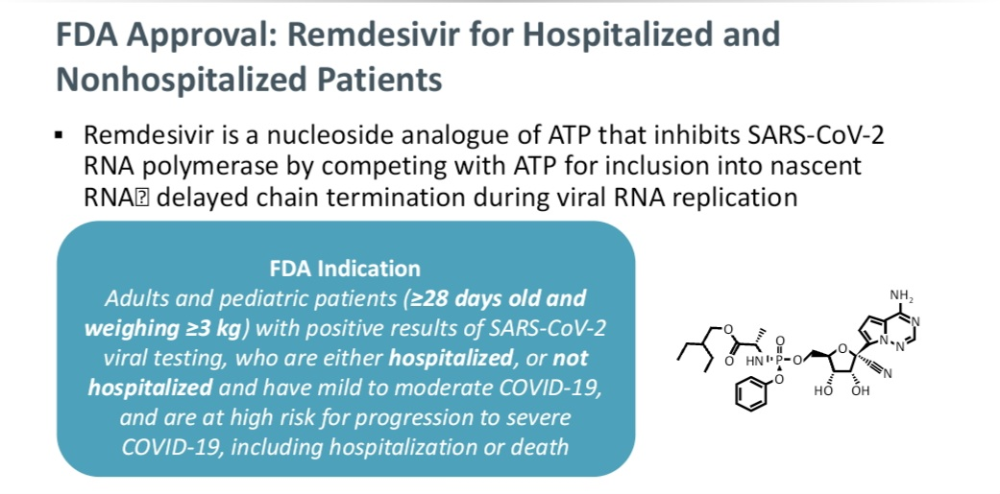 FDA Approval: Remdesivir for Hospitalized and
Nonhospitalized Patients
▪ Remdesivir is a nucleoside analogue of ATP that inhibits SARS-CoV-2
RNA polymerase by competing with ATP for inclusion into nascent
RNA⍰ delayed chain termination during viral RNA replication
FDA Indication
Adults and pediatric patients (≥28 days old and
weighing ≥3 kg) with positive results of SARS-CoV-2
viral testing, who are either hospitalized, or not
hospitalized and have mild to moderate COVID-19,
and are at high risk for progression to severe
COVID-19, including hospitalization or death
NH2
N
N
N
O
O
HN
P
O
O
O
O
P
N
HO
OH